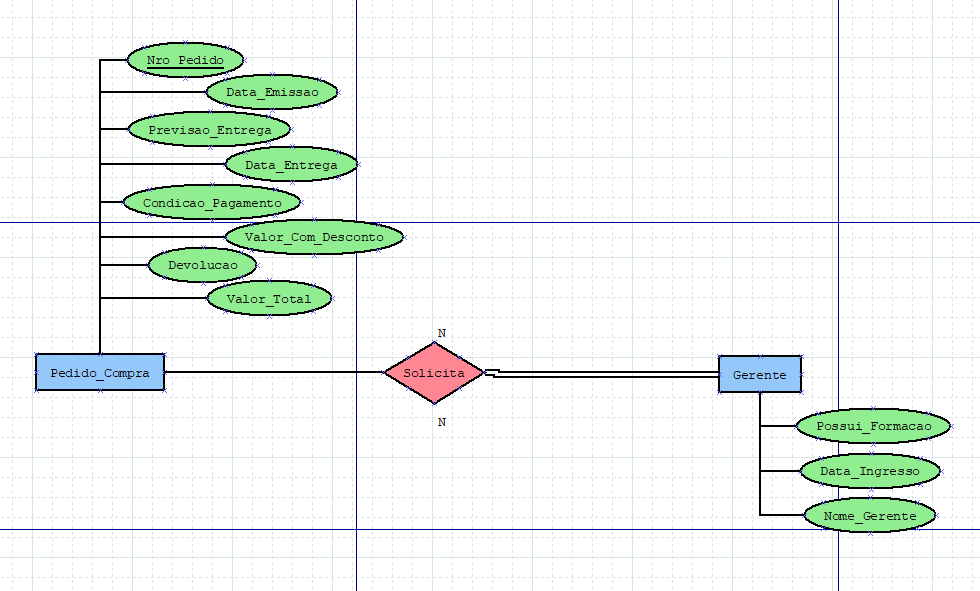 Nro_Pedido
Data_Emissao
Previsao_Entrega
Data_Entrega
Condicao_Pagamento
Valor_Com_Desconto
Devolucao
Valor_Total
N
Pedido_Compra
Solicita
Gerente
N
Possui_Formacao
Data_Ingresso
Nome_Gerente